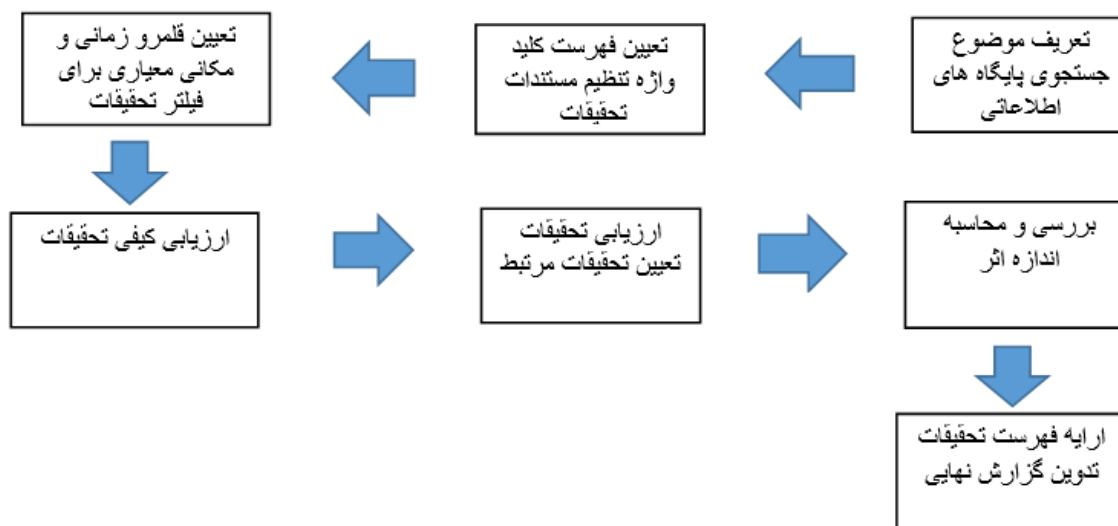 تعریف موضوع
جستجوی پایگاه های
اطلاعاتی
تعیین فهرست کلید
واژه تنظیم مستندات
تحقیقات
تعیین قلمرو زمانی و
مکانی معیاری برای
فیلتر تحقیقات
ارزیابی کیفی تحقیقات
ارزیابی تحقیقات
تعیین تحقیقات مرتبط
بررسی و محاسبه
اندازه اثر
ارایه فهرست تحقیقات
تدوین گزارش نهایی